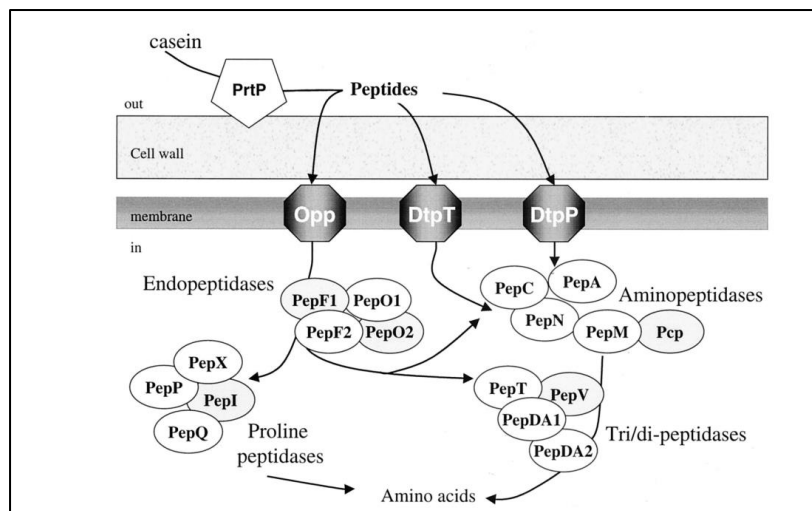 casein
PrtP
Peptides
out
Cell wall
membrane
Opp
DtpT
DtpP
in
Endopeptidases
PepF1
PepO1
PepF2
PepO2
PepC
PepA
Aminopeptidases
PepN
PepM
Pcp
PepX
PepP
PepI
PepQ
Proline
peptidases
PepT
PepV
PepDA1
PepDA2
Tri/di-peptidases
Amino acids